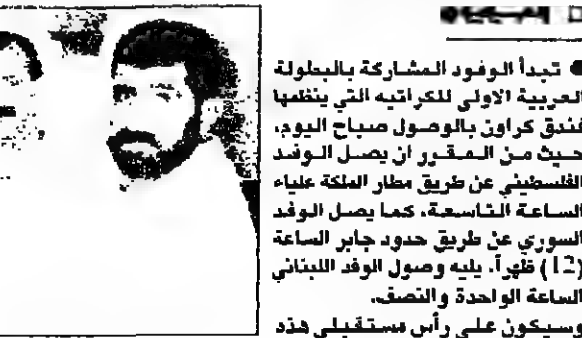 ● تبدأ الوفود المشاركة بالبطولة
العربية الاولى للكراتيه التي ينظمها
فندق كراون بالوصول صباح اليوم،
حيث من المقرر ان يصل الوفد
الفلسطيني عن طريق مطار الملكة علياء
الساعة التاسعة، كما يصل الوفد
السوري عن طريق حدود جابر الساعة
(12) ظهراً، يليه وصول الوفد اللبناني
الساعة الواحدة والنصف.
وسيكون على رأس مستقبلي هذه